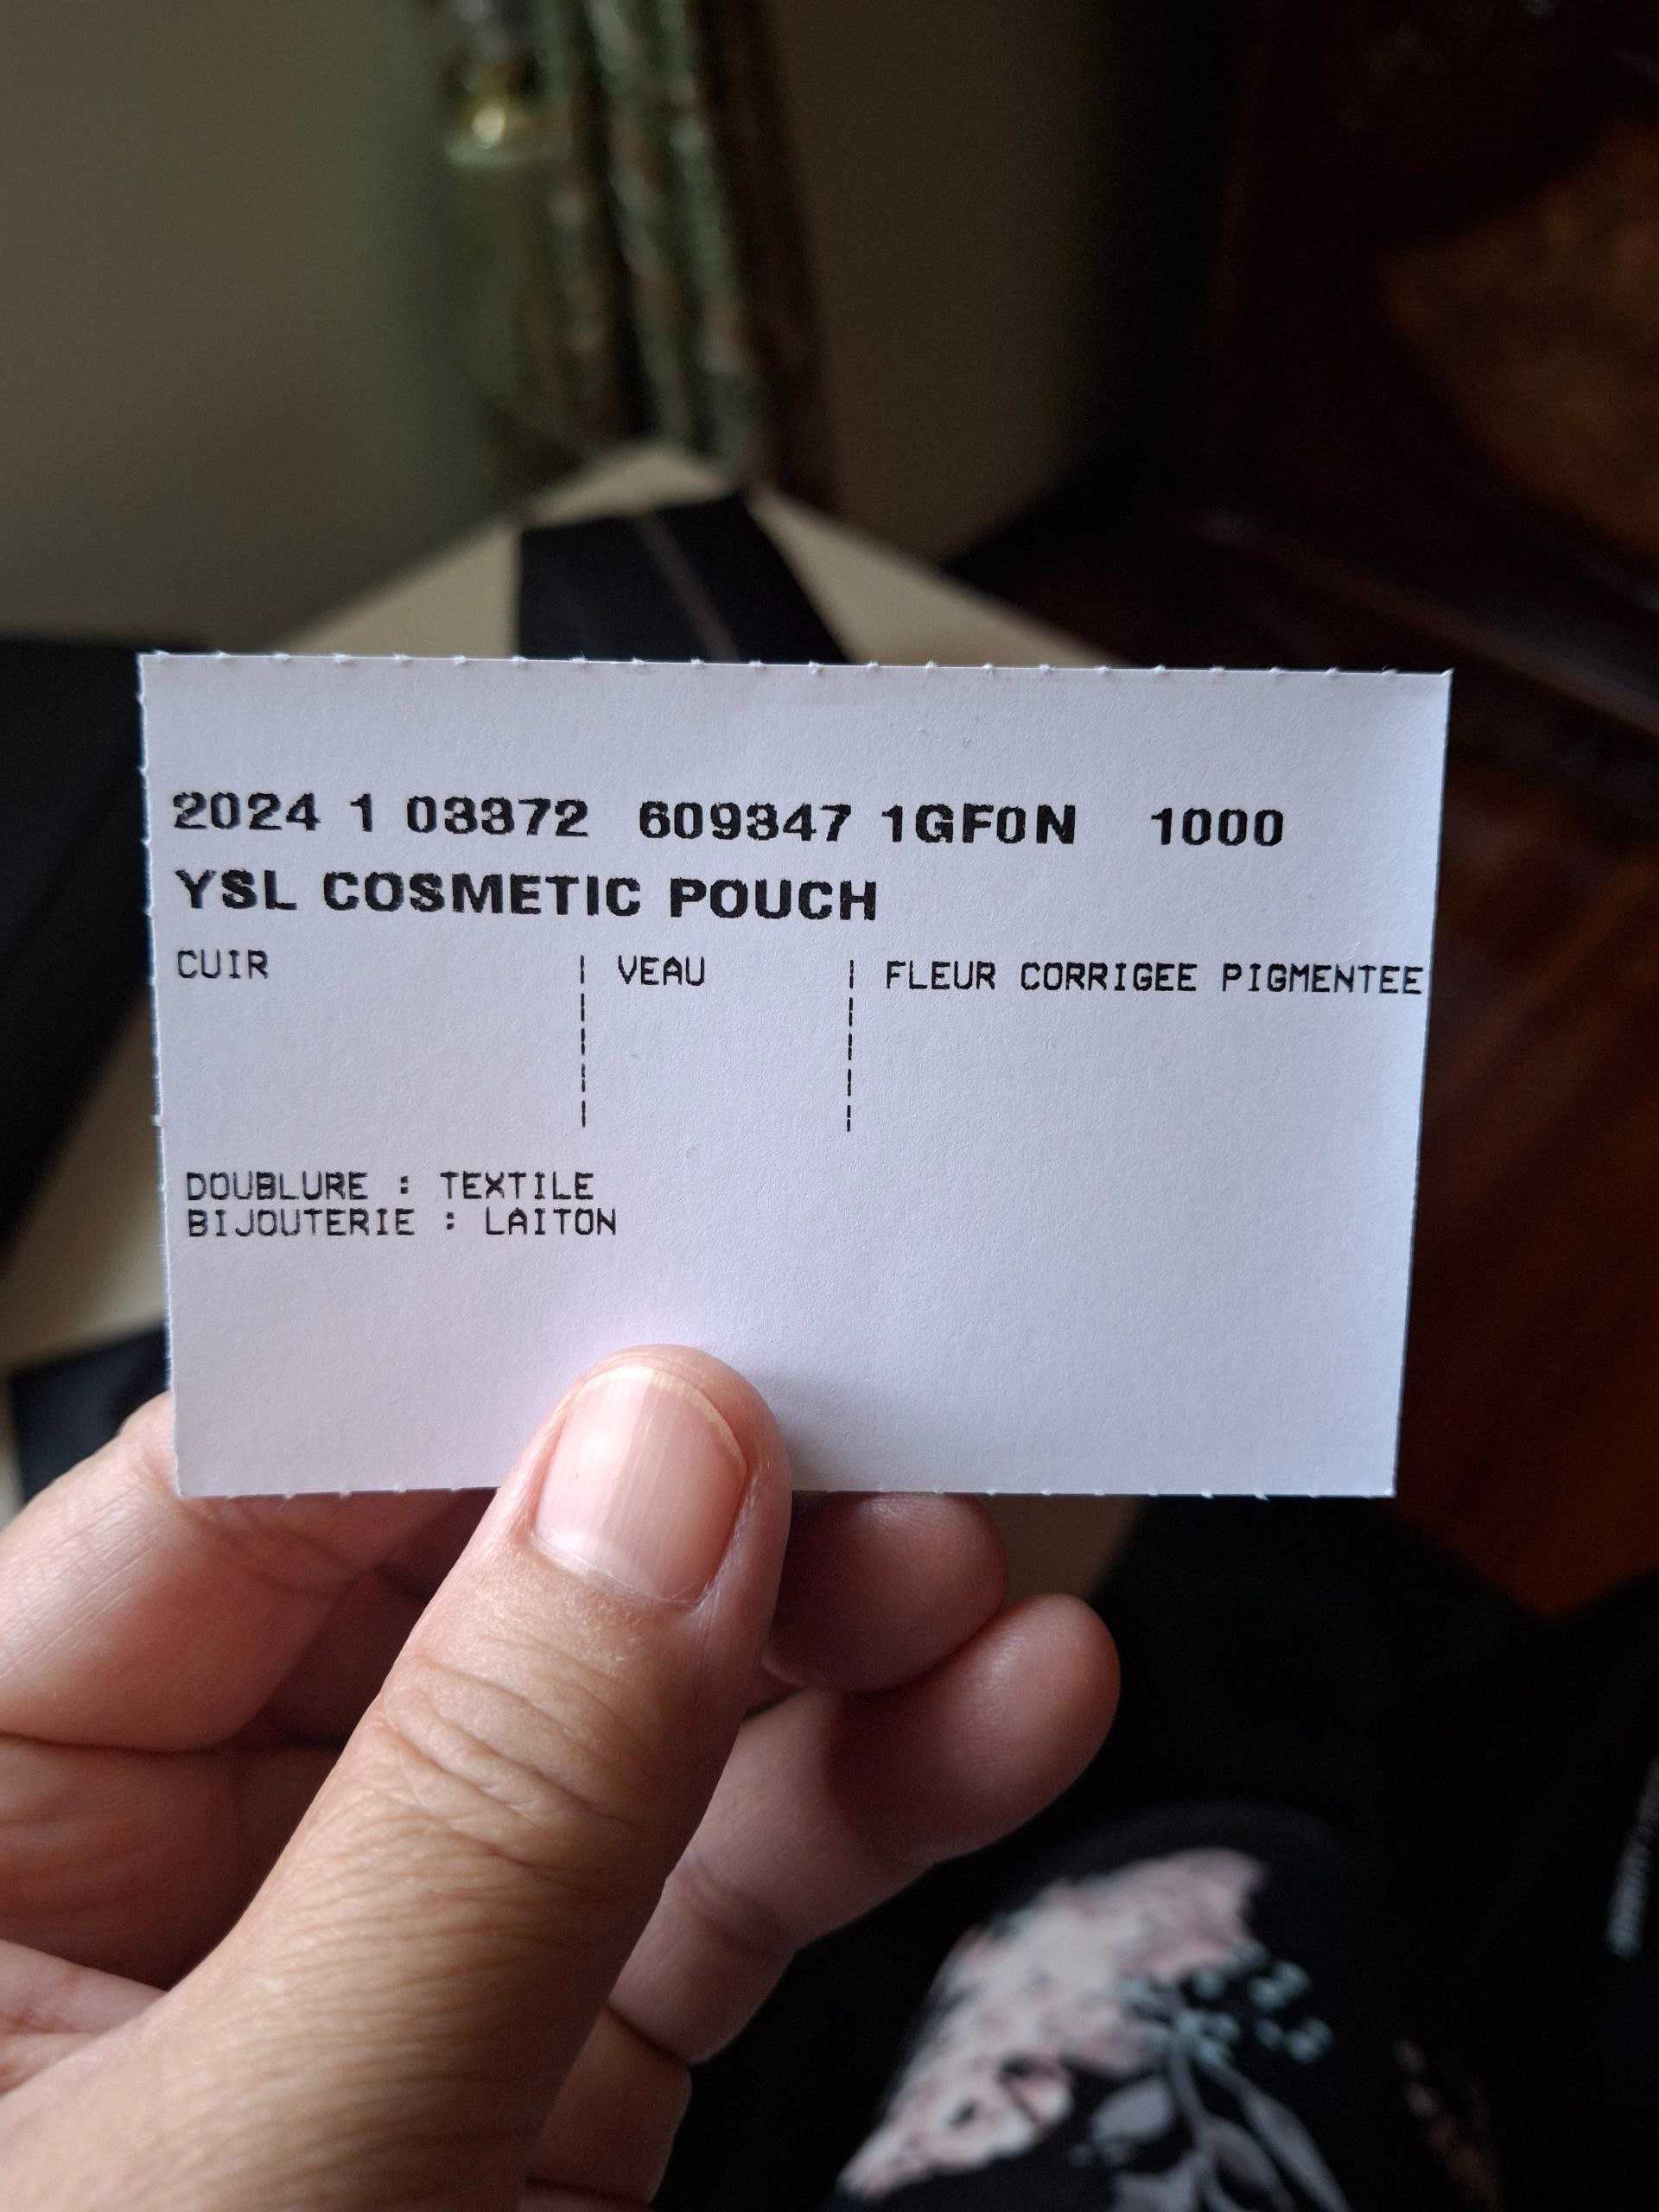 2024 1 03372 609347 1GF0N 1000
YSL COSMETIC POUCH
CUIR | VEAU | FLEUR CORRIGEE PIGMENTEE
DOUBLURE : TEXTILE
BIJOUTERIE : LAITON